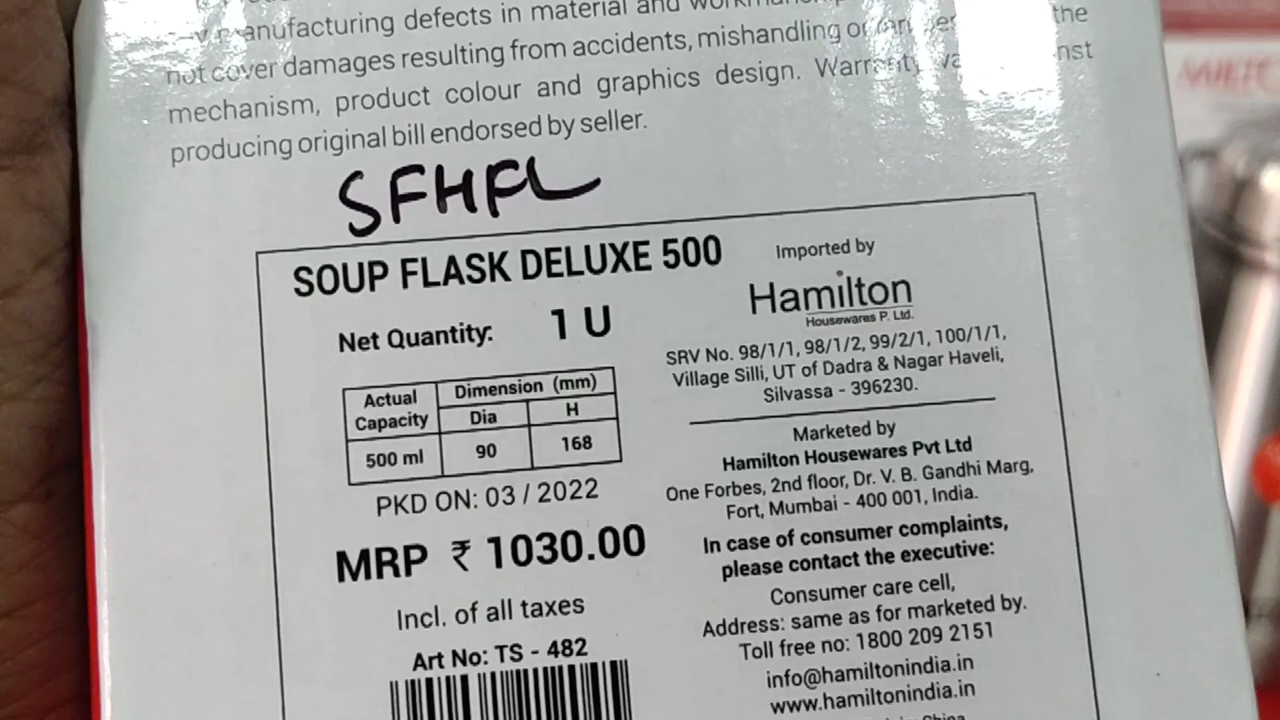 manufacturing defects in material and
not cover damages resulting from accidents, mishandling or the
mechanism, product colour and graphics design. Warranty
producing original bill endorsed by seller.
SFHFL
SOUP FLASK DELUXE 500
Net Quantity: 1 U
Actual Capacity
Dimension (mm)
Dia H
500 ml 90 168
PKD ON: 03 / 2022
MRP ₹ 1030.00
Incl. of all taxes
Art No: TS - 482
Imported by
Hamilton
Housewares P. Ltd.
SRV No. 98/1/1, 98/1/2, 99/2/1, 100/1/1,
Village Silli, UT of Dadra & Nagar Haveli,
Silvassa - 396230.
Marketed by
Hamilton Housewares Pvt Ltd
One Forbes, 2nd floor, Dr. V. B. Gandhi Marg,
Fort, Mumbai - 400 001, India.
In case of consumer complaints,
please contact the executive:
Consumer care cell,
Address: same as for marketed by.
Toll free no: 1800 209 2151
info@hamiltonindia.in
www.hamiltonindia.in
China